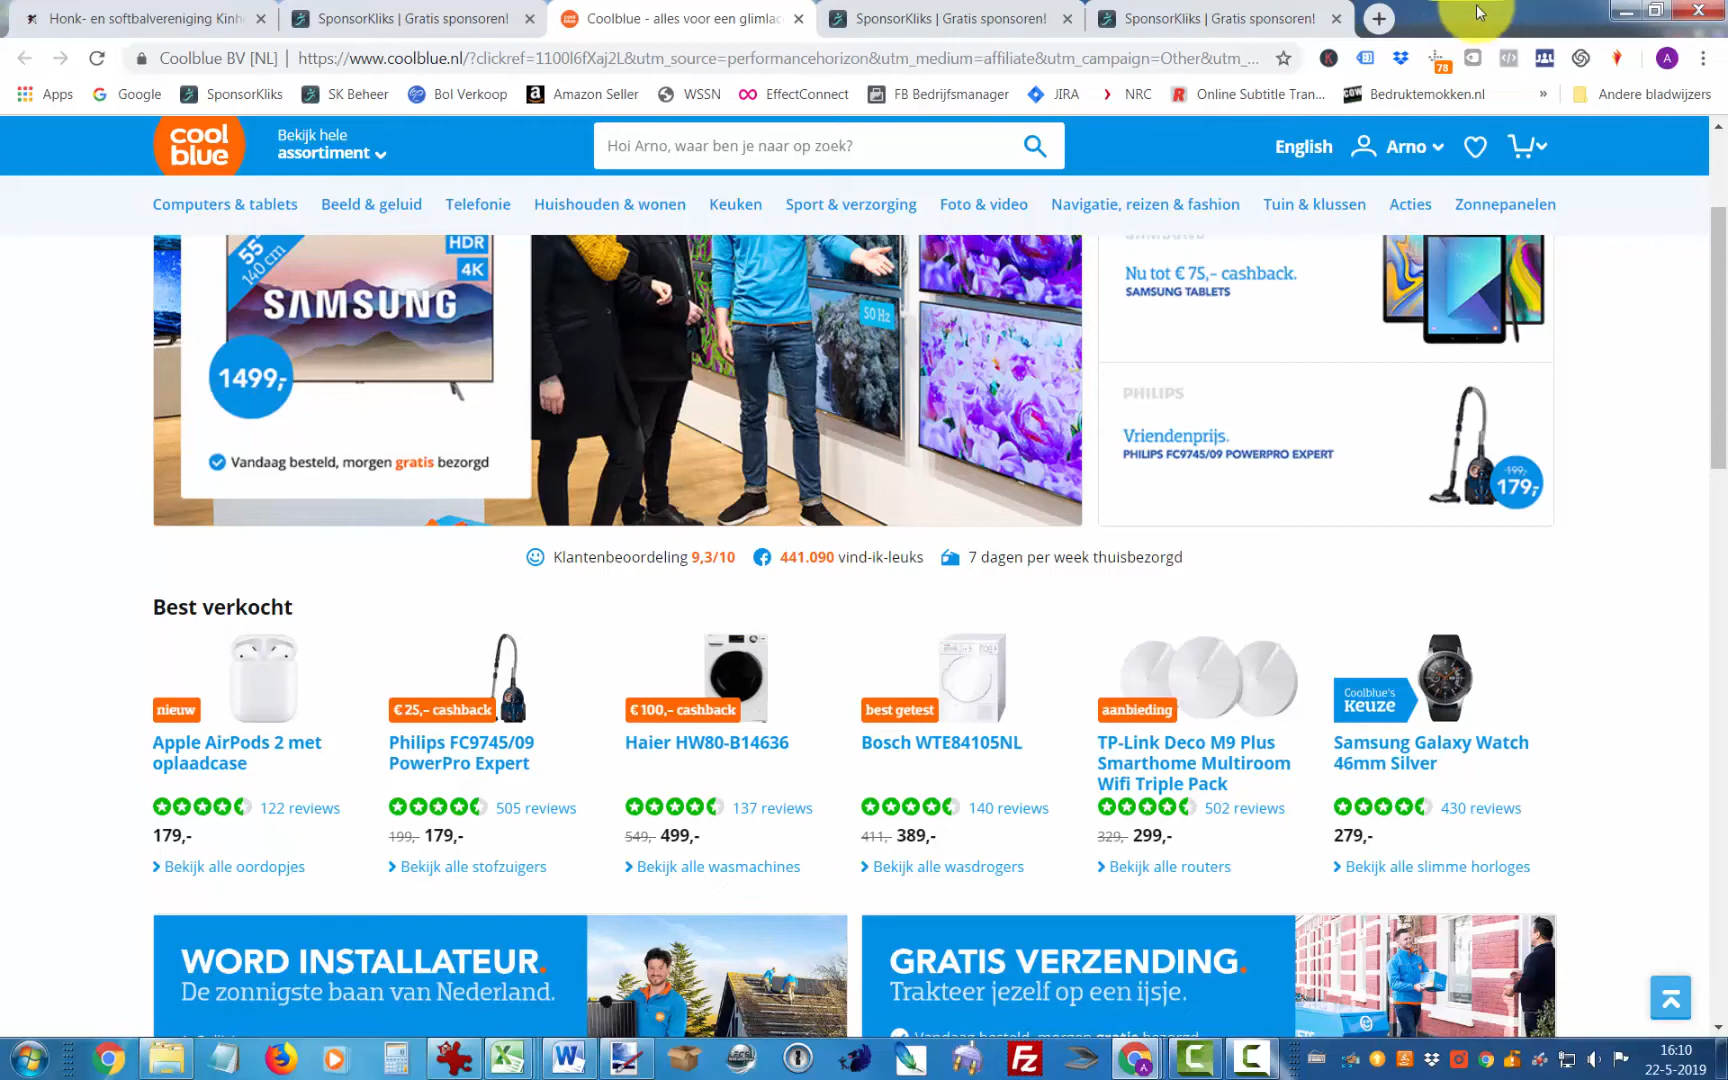 Honk- en softbalvereniging Kinhe
SponsorKliks | Gratis sponsoren!
Coolblue - alles voor een glimlac
SponsorKliks | Gratis sponsoren!
SponsorKliks | Gratis sponsoren!
Coolblue BV [NL] | https://www.coolblue.nl/?clickref=1100l6fXaj2L&utm_source=performancehorizon&utm_medium=affiliate&utm_campaign=Other&utm_...
78
A
Apps
Google
SponsorKliks
SK Beheer
Bol Verkoop
Amazon Seller
WSSN
EffectConnect
FB Bedrijfsmanager
JIRA
NRC
Online Subtitle Tran...
Bedruktemokken.nl
»
Andere bladwijzers
cool
blue
Bekijk hele
assortiment
Hoi Arno, waar ben je naar op zoek?
English
Arno
Computers & tablets
Beeld & geluid
Telefonie
Huishouden & wonen
Keuken
Sport & verzorging
Foto & video
Navigatie, reizen & fashion
Tuin & klussen
Acties
Zonnepanelen
55"
140 cm
HDR
4K
SAMSUNG
1499,-
Vandaag besteld, morgen gratis bezorgd
50 Hz
SAMSUNG
Nu tot € 75,- cashback.
SAMSUNG TABLETS
PHILIPS
Vriendenprijs.
PHILIPS FC9745/09 POWERPRO EXPERT
199,-
179,-
Klantenbeoordeling 9,3/10
441.090 vind-ik-leuks
7 dagen per week thuisbezorgd
Best verkocht
nieuw
€ 25,- cashback
€ 100,- cashback
best getest
aanbieding
Coolblue's
Keuze
Apple AirPods 2 met
oplaadcase
122 reviews
179,-
Bekijk alle oordopjes
Philips FC9745/09
PowerPro Expert
505 reviews
199,- 179,-
Bekijk alle stofzuigers
Haier HW80-B14636
137 reviews
549,- 499,-
Bekijk alle wasmachines
Bosch WTE84105NL
140 reviews
411,- 389,-
Bekijk alle wasdrogers
TP-Link Deco M9 Plus
Smarthome Multiroom
Wifi Triple Pack
502 reviews
329,- 299,-
Bekijk alle routers
Samsung Galaxy Watch
46mm Silver
430 reviews
279,-
Bekijk alle slimme horloges
WORD INSTALLATEUR.
De zonnigste baan van Nederland.
GRATIS VERZENDING.
Trakteer jezelf op een ijsje.
Vandaag besteld, morgen gratis bezorgd
16:10
22-5-2019